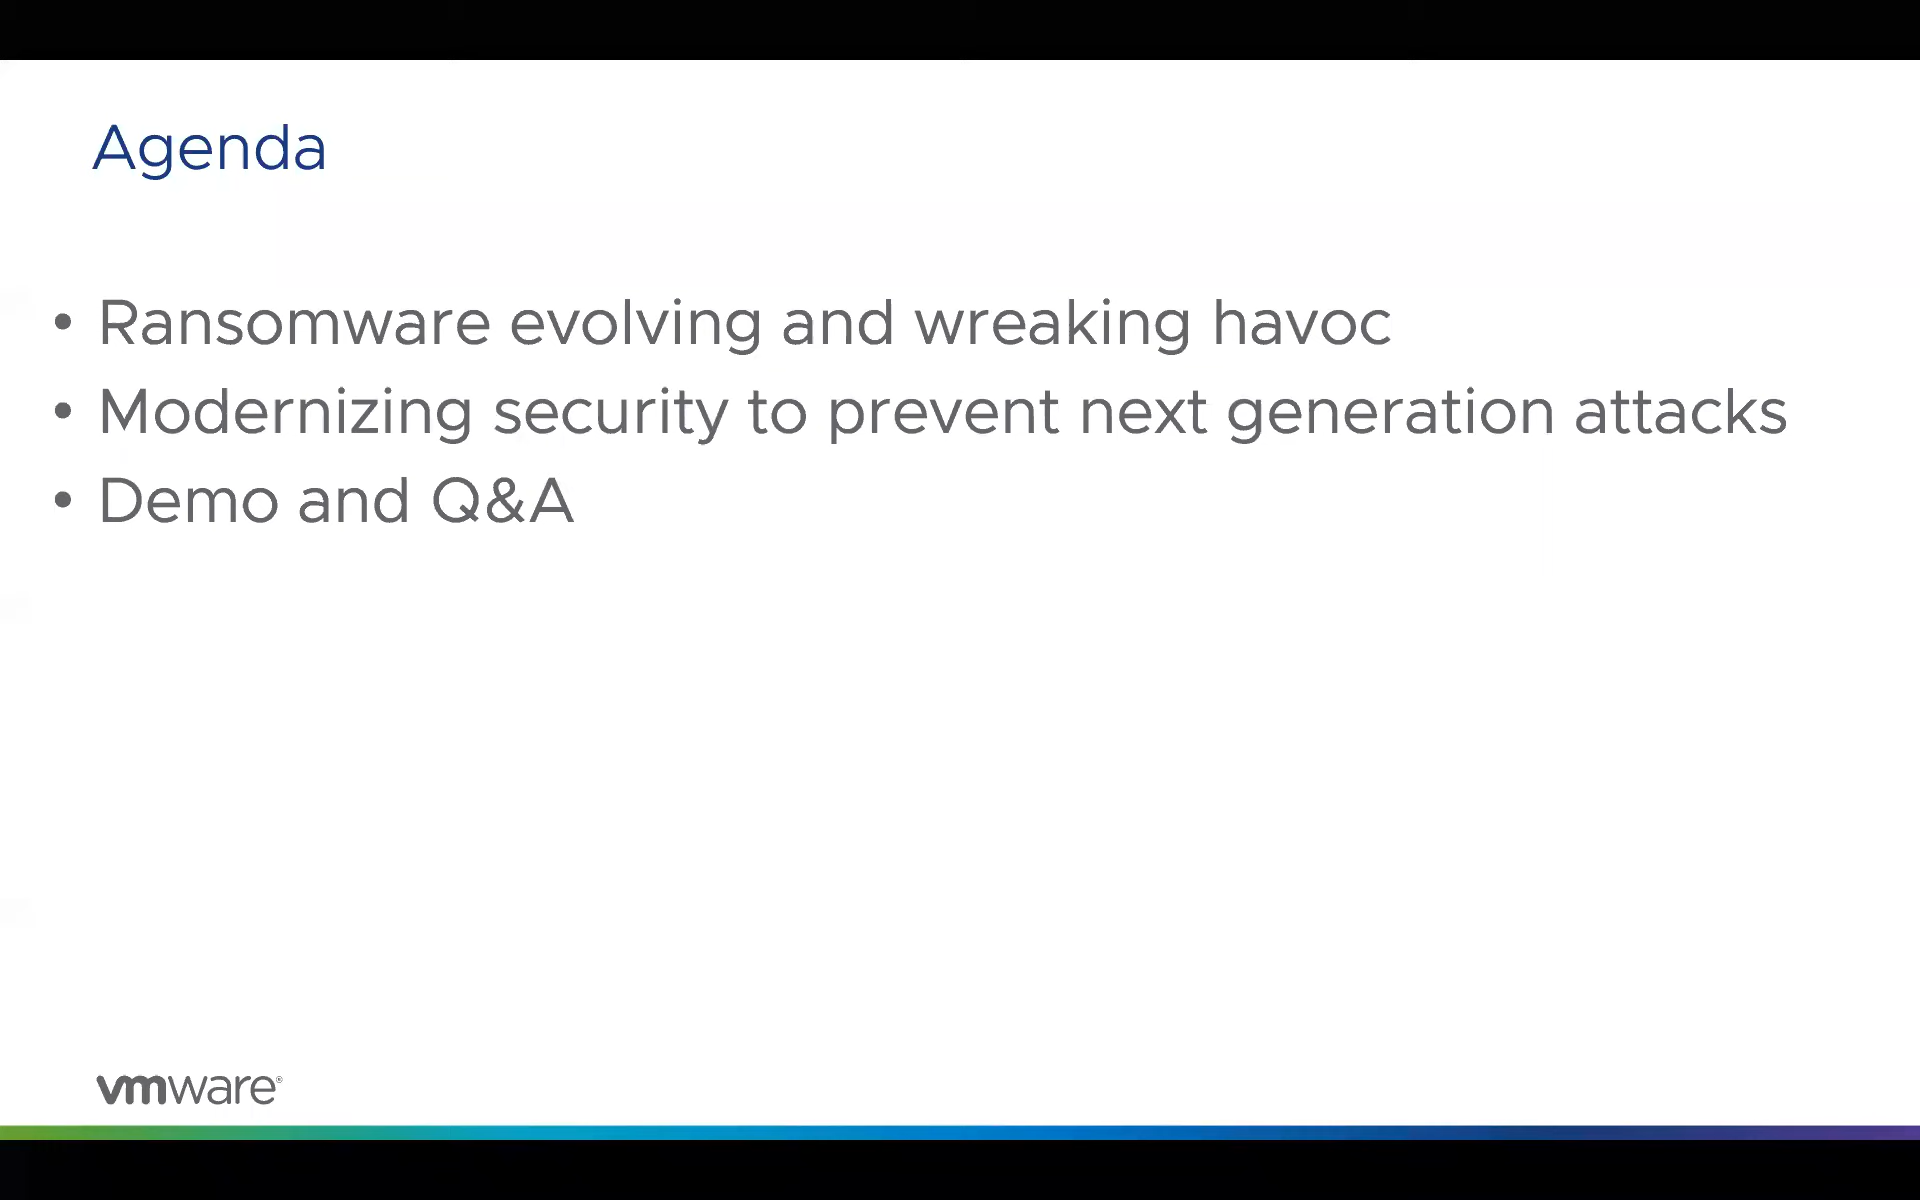 Agenda
• Ransomware evolving and wreaking havoc
• Modernizing security to prevent next generation attacks
• Demo and Q&A
vmware®